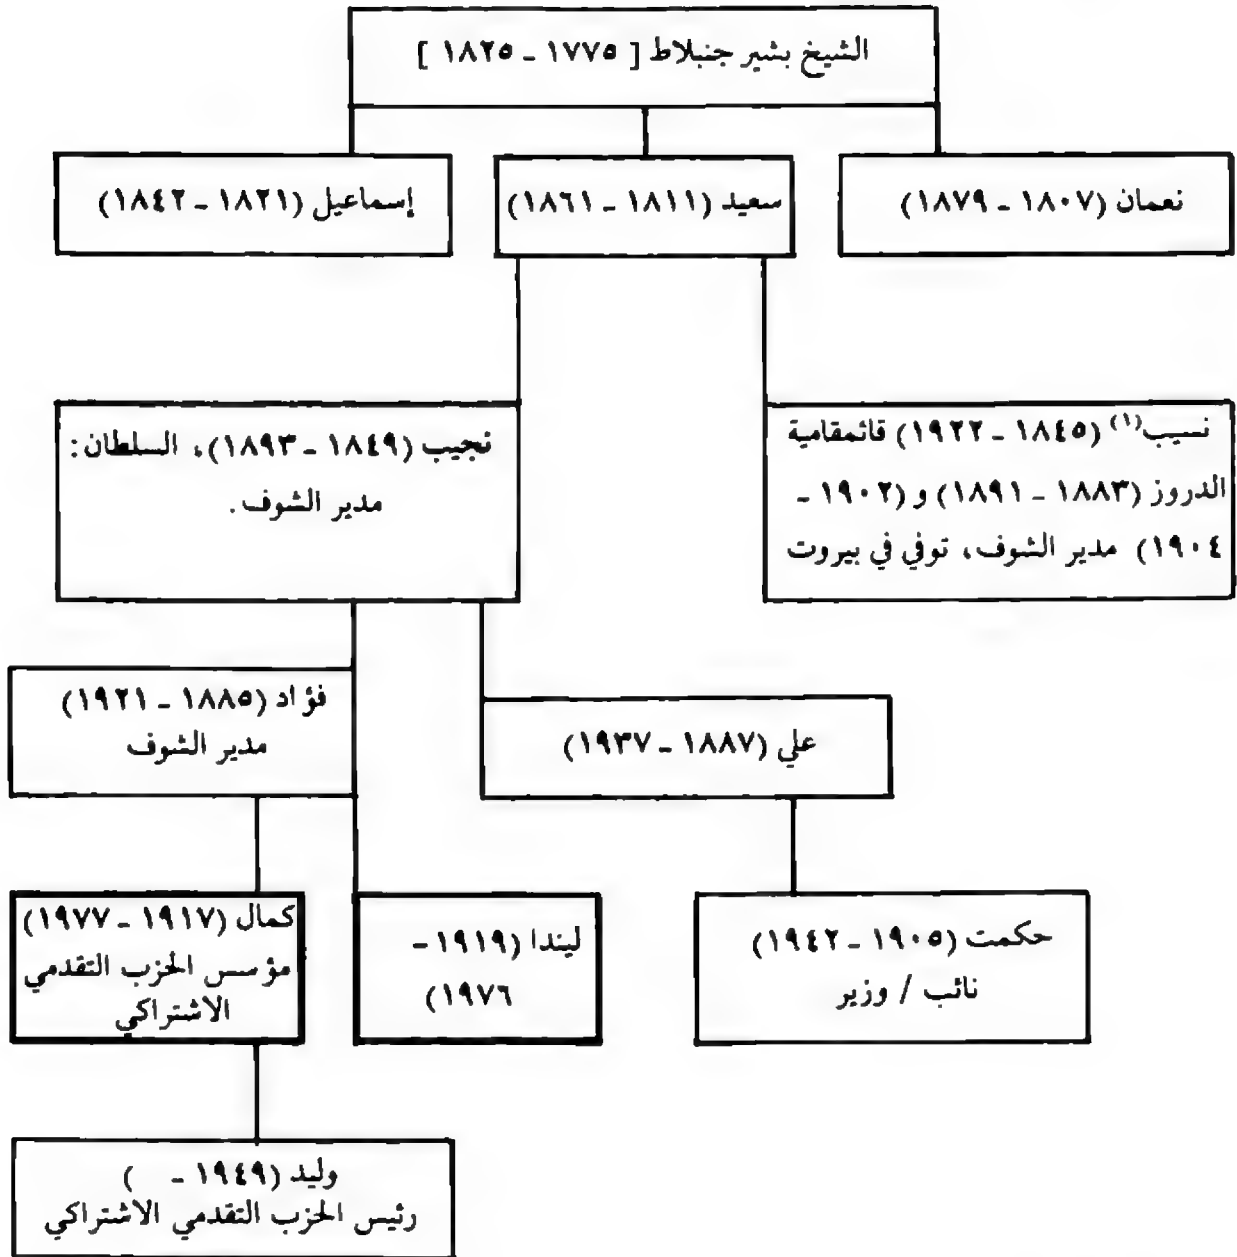 الشيخ بشير جنبلاط [ ١٧٧٥ ـ ١٨٢٥ ]
نعمان (١٨٠٧ ـ ١٨٧٩)
سعيد (١٨١١ ـ ١٨٦١)
إسماعيل (١٨٢١ ـ ١٨٤٢)
نسيب(١) (١٨٤٥ ـ ١٩٢٢) قائمقامية
الدروز (١٨٨٣ ـ ١٨٩١) و (١٩٠٢ ـ
١٩٠٤) مدير الشوف، توفي في بيروت
نجيب (١٨٤٩ ـ ١٨٩٣)، السلطان:
مدير الشوف.
فؤاد (١٨٨٥ ـ ١٩٢١)
مدير الشوف
علي (١٨٨٧ ـ ١٩٣٧)
حكمت (١٩٠٥ ـ ١٩٤٢)
نائب / وزير
ليندا (١٩١٩ ـ
١٩٧٦)
كمال (١٩١٧ ـ ١٩٧٧)
مؤسس الحزب التقدمي
الاشتراكي
وليد (١٩٤٩ ـ    )
رئيس الحزب التقدمي الاشتراكي